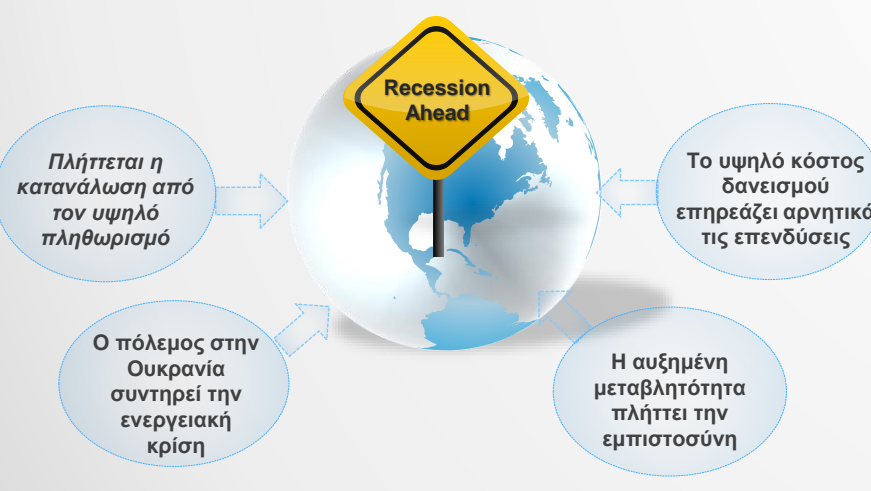 Recession
Ahead
Πλήττεται η
κατανάλωση από
τον υψηλό
πληθωρισμό
Το υψηλό κόστος
δανεισμού
επηρεάζει αρνητικά
τις επενδύσεις
Ο πόλεμος στην
Ουκρανία
συντηρεί την
ενεργειακή
κρίση
Η αυξημένη
μεταβλητότητα
πλήττει την
εμπιστοσύνη